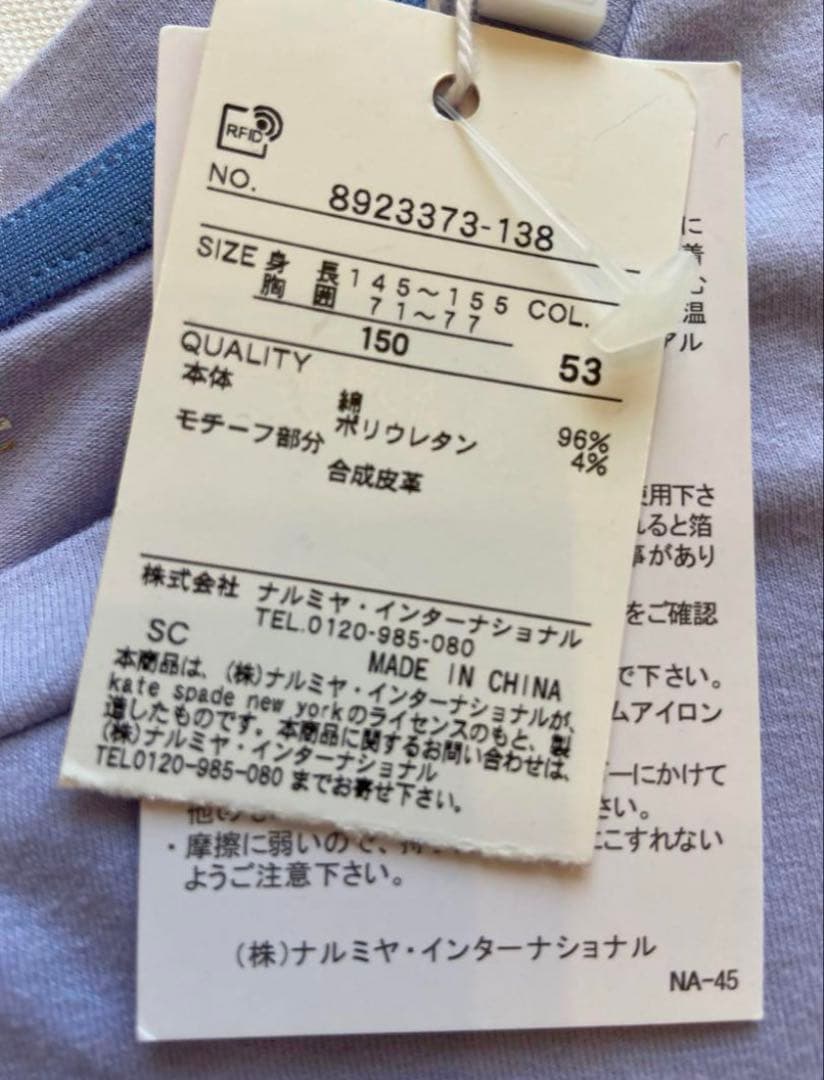 RFID
NO. 8923373-138
SIZE 身長 145～155 COL.
胸囲 71～77
150 53
QUALITY
本体 綿 96%
ポリウレタン 4%
モチーフ部分
合成皮革
株式会社 ナルミヤ・インターナショナル
TEL.0120-985-080
SC
MADE IN CHINA
本商品は、(株)ナルミヤ・インターナショナルが、
kate spade new yorkのライセンスのもと、製
造したものです。本商品に関するお問い合わせは、
(株)ナルミヤ・インターナショナル
TEL0120-985-080 までお寄せ下さい。
に
着
む
温
アル
使用下さ
れると箔
事があり
をご確認
で下さい。
ムアイロン
ーにかけて
さい。
・摩擦に弱いので、 にこすれない
ようご注意下さい。
(株)ナルミヤ・インターナショナル
NA-45